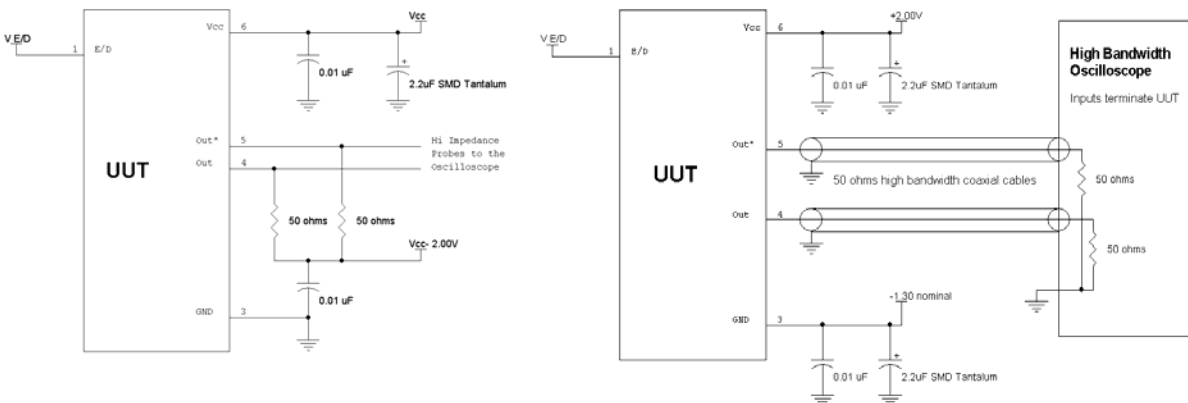 Vcc
Vcc
6
V E/D
1
E/D
+
0.01 uF
2.2uF SMD Tantalum
Out*
5
Hi Impedance
Probes to the
Oscilloscope
Out
4
UUT
50 ohms
50 ohms
Vcc- 2.00V
0.01 uF
GND
3
+2.00V
Vcc
6
V E/D
1
E/D
+
0.01 uF
2.2uF SMD Tantalum
High Bandwidth
Oscilloscope
Inputs terminate UUT
Out*
5
UUT
50 ohms high bandwidth coaxial cables
50 ohms
Out
4
50 ohms
-1.30 nominal
GND
3
+
0.01 uF
2.2uF SMD Tantalum